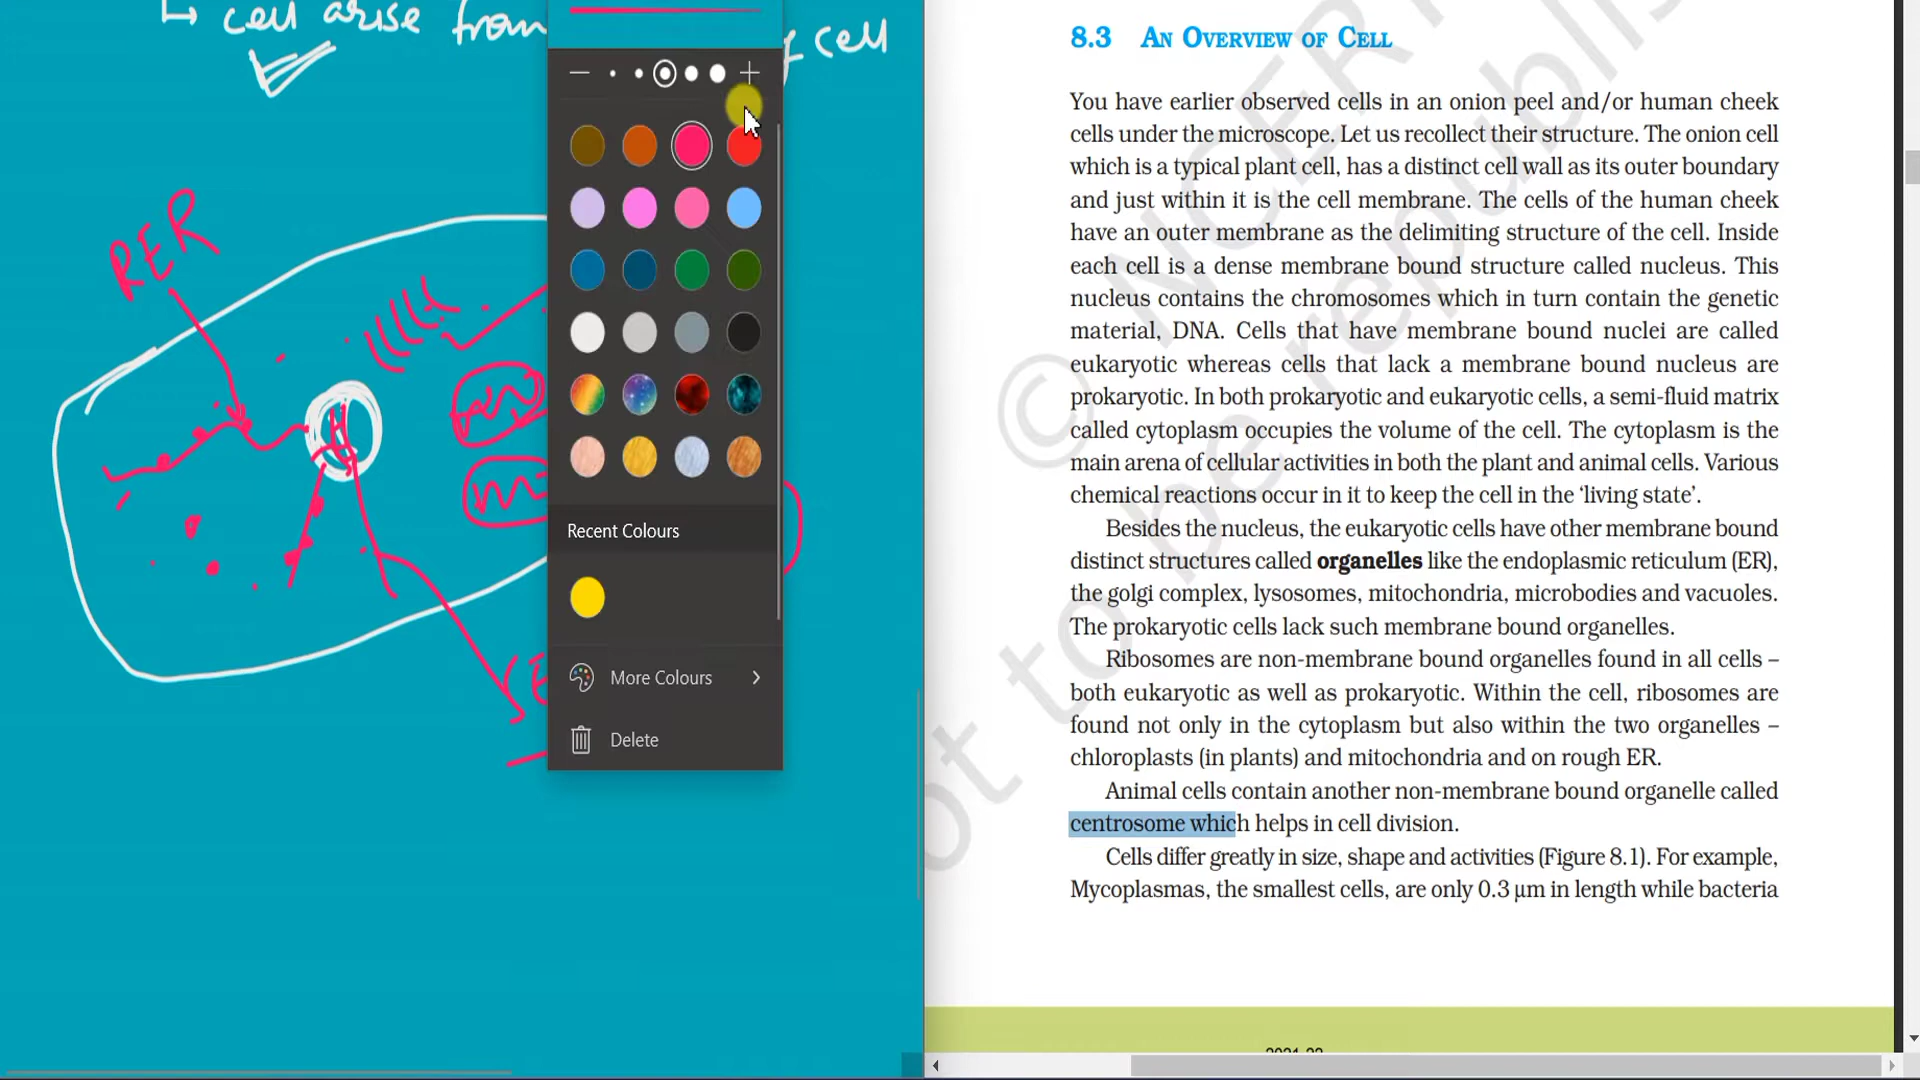 ↳ cell arise from
cell
RER
Recent Colours
More Colours
Delete
8.3 AN OVERVIEW OF CELL
You have earlier observed cells in an onion peel and/or human cheek
cells under the microscope. Let us recollect their structure. The onion cell
which is a typical plant cell, has a distinct cell wall as its outer boundary
and just within it is the cell membrane. The cells of the human cheek
have an outer membrane as the delimiting structure of the cell. Inside
each cell is a dense membrane bound structure called nucleus. This
nucleus contains the chromosomes which in turn contain the genetic
material, DNA. Cells that have membrane bound nuclei are called
eukaryotic whereas cells that lack a membrane bound nucleus are
prokaryotic. In both prokaryotic and eukaryotic cells, a semi-fluid matrix
called cytoplasm occupies the volume of the cell. The cytoplasm is the
main arena of cellular activities in both the plant and animal cells. Various
chemical reactions occur in it to keep the cell in the ‘living state’.
Besides the nucleus, the eukaryotic cells have other membrane bound
distinct structures called organelles like the endoplasmic reticulum (ER),
the golgi complex, lysosomes, mitochondria, microbodies and vacuoles.
The prokaryotic cells lack such membrane bound organelles.
Ribosomes are non-membrane bound organelles found in all cells –
both eukaryotic as well as prokaryotic. Within the cell, ribosomes are
found not only in the cytoplasm but also within the two organelles –
chloroplasts (in plants) and mitochondria and on rough ER.
Animal cells contain another non-membrane bound organelle called
centrosome which helps in cell division.
Cells differ greatly in size, shape and activities (Figure 8.1). For example,
Mycoplasmas, the smallest cells, are only 0.3 µm in length while bacteria
© NCER
not to be republis
2021-22